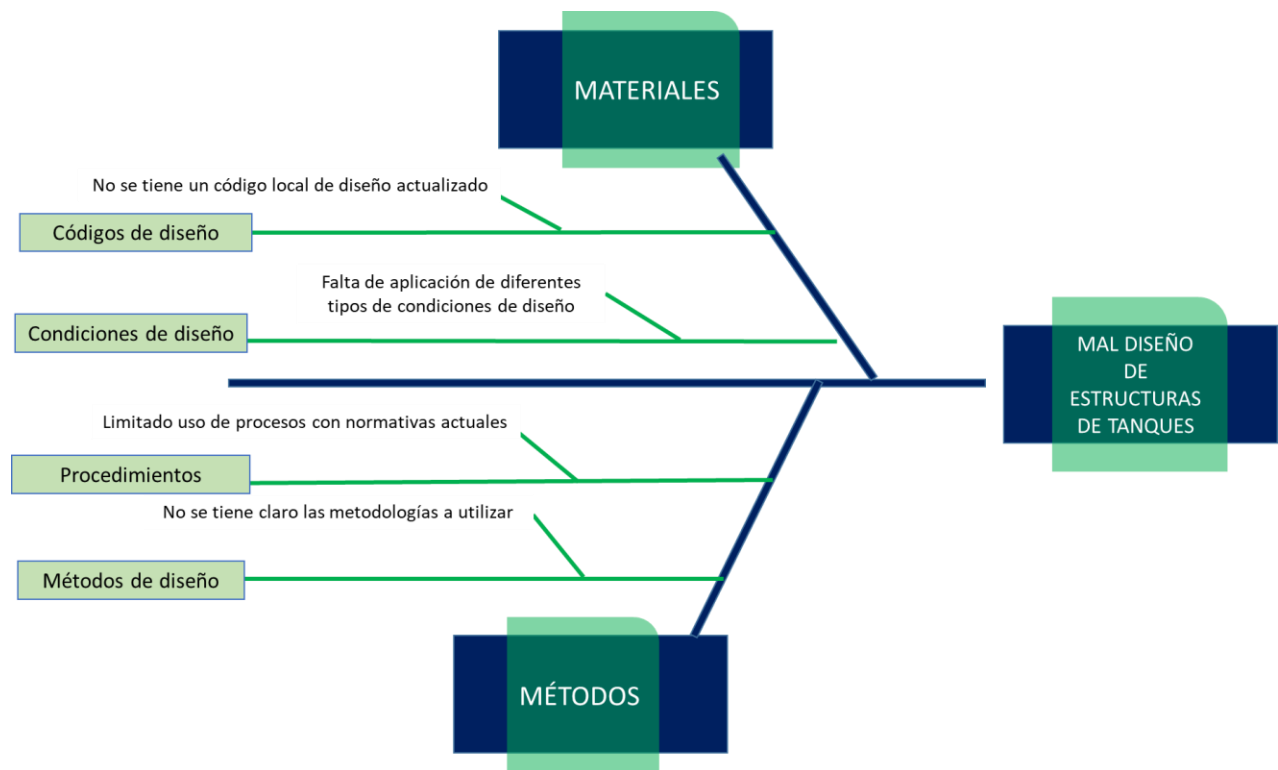 MATERIALES
No se tiene un código local de diseño actualizado
Códigos de diseño
Falta de aplicación de diferentes
tipos de condiciones de diseño
Condiciones de diseño
MAL DISEÑO
DE
ESTRUCTURAS
DE TANQUES
Limitado uso de procesos con normativas actuales
Procedimientos
No se tiene claro las metodologías a utilizar
Métodos de diseño
MÉTODOS